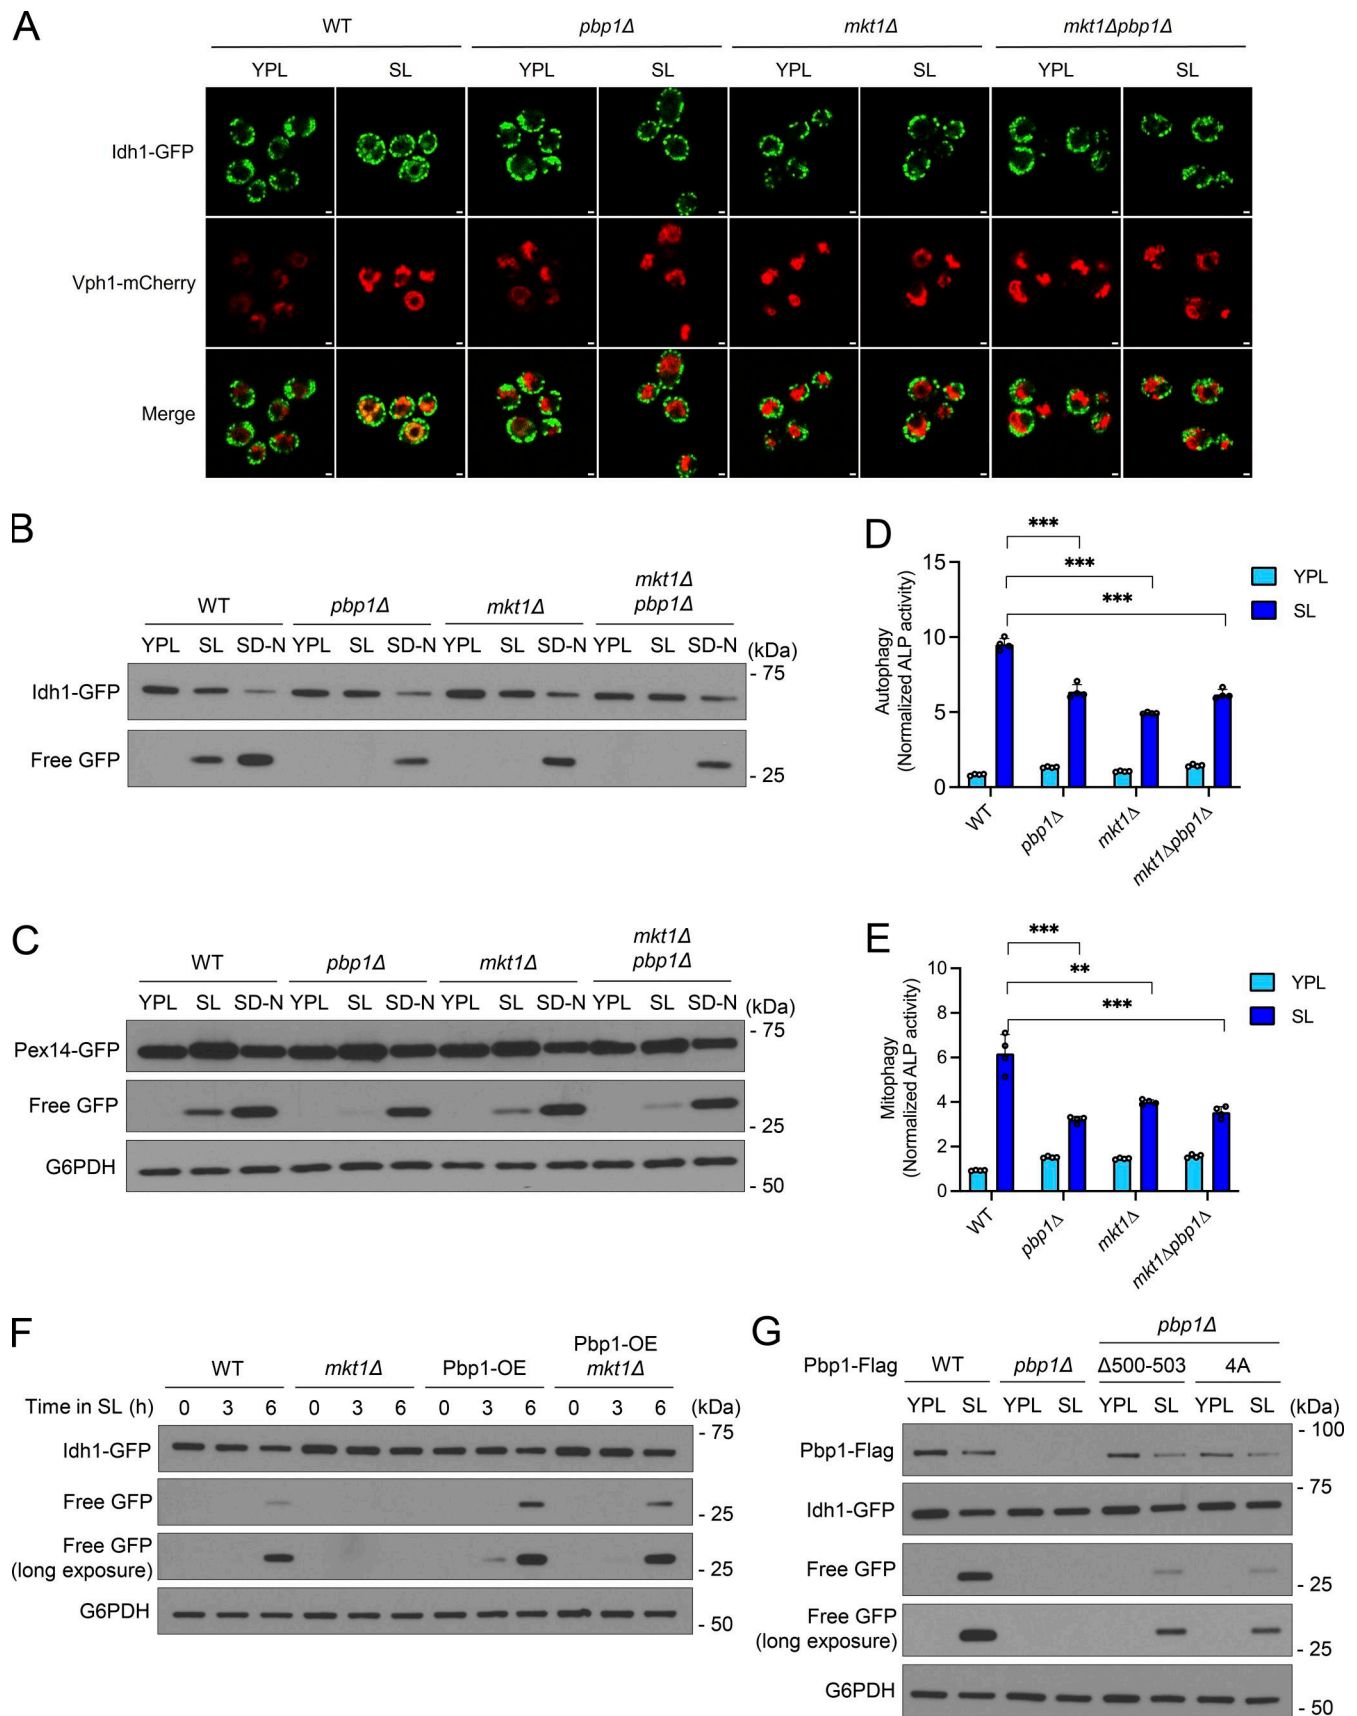 A
WT pbp1Δ mkt1Δ mkt1Δpbp1Δ
YPL SL YPL SL YPL SL YPL SL
Idh1-GFP
Vph1-mCherry
Merge
B
WT pbp1Δ mkt1Δ mkt1Δ
pbp1Δ
YPL SL SD-N YPL SL SD-N YPL SL SD-N YPL SL SD-N (kDa)
Idh1-GFP - 75
Free GFP - 25
C
WT pbp1Δ mkt1Δ mkt1Δ
pbp1Δ
YPL SL SD-N YPL SL SD-N YPL SL SD-N YPL SL SD-N (kDa)
Pex14-GFP - 75
Free GFP - 25
G6PDH - 50
D
***
***
***
YPL
SL
Autophagy
(Normalized ALP activity)
15
10
5
0
WT pbp1Δ mkt1Δ mkt1Δpbp1Δ
E
***
**
***
YPL
SL
Mitophagy
(Normalized ALP activity)
10
8
6
4
2
0
WT pbp1Δ mkt1Δ mkt1Δpbp1Δ
F
WT mkt1Δ Pbp1-OE Pbp1-OE
mkt1Δ
Time in SL (h) 0 3 6 0 3 6 0 3 6 0 3 6 (kDa)
Idh1-GFP - 75
Free GFP - 25
Free GFP
(long exposure) - 25
G6PDH - 50
G
pbp1Δ
Pbp1-Flag WT pbp1Δ Δ500-503 4A
YPL SL YPL SL YPL SL YPL SL (kDa)
Pbp1-Flag - 100
Idh1-GFP - 75
Free GFP - 25
Free GFP
(long exposure) - 25
G6PDH - 50